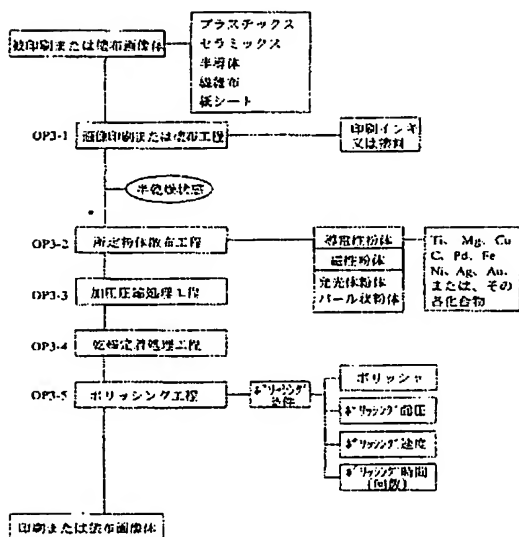 プラスチックス
セラミックス
半導体
繊維布
紙シート
被印刷または塗布画像体
OP3-1
画像印刷または塗布工程
印刷インキ
又は塗料
半乾燥状態
OP3-2
所定粉体散布工程
導電性粉体
磁性粉体
発光体粉体
パール状粉体
Ti、Mg、Cu
C、Pd、Fe
Ni、Ag、Au、
または、その
各化合物
OP3-3
加圧圧縮処理工程
OP3-4
乾燥定着処理工程
OP3-5
ポリッシング工程
ポリッシング
条件
ポリッシャ
ポリッシング荷圧
ポリッシング速度
ポリッシング時間
(回数)
印刷または塗布画像体